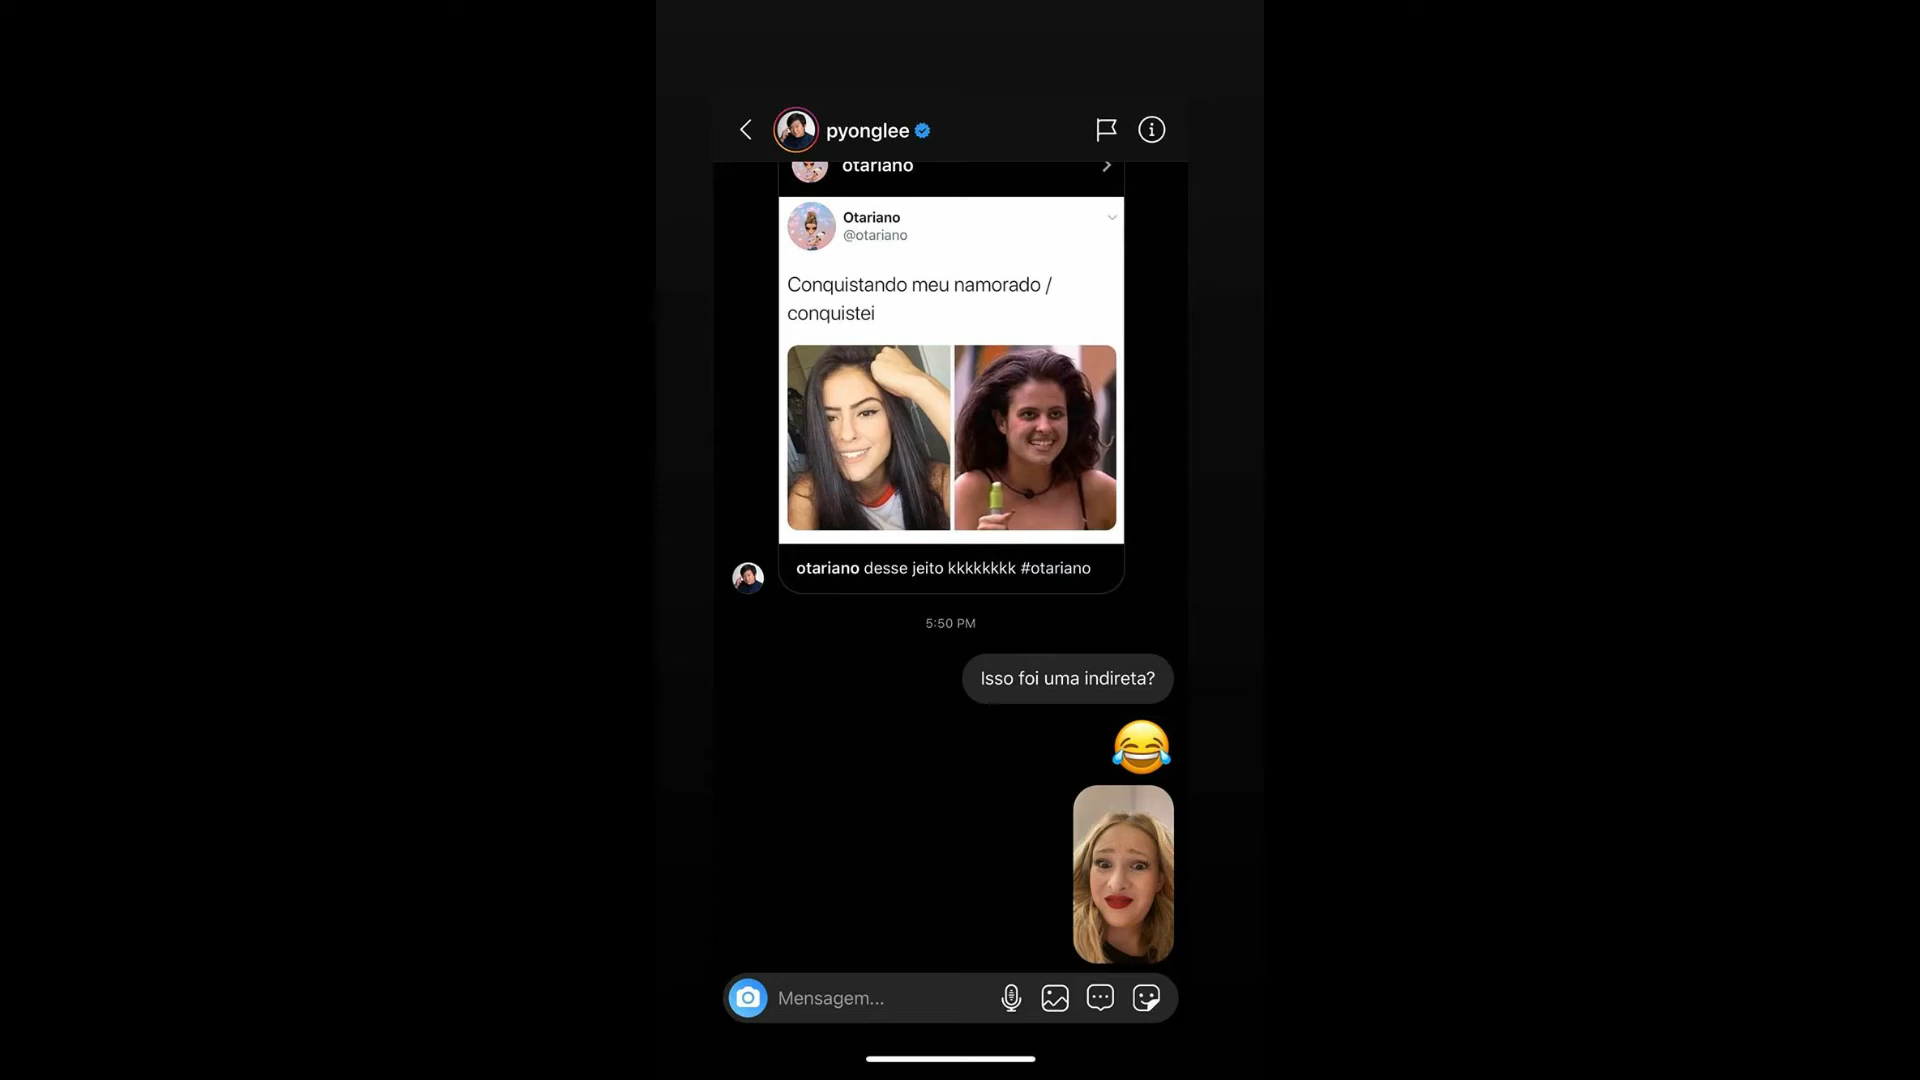 pyonglee
otariano
Otariano
@otariano
Conquistando meu namorado /
conquistei
otariano desse jeito kkkkkkkk #otariano
5:50 PM
Isso foi uma indireta?
Mensagem...